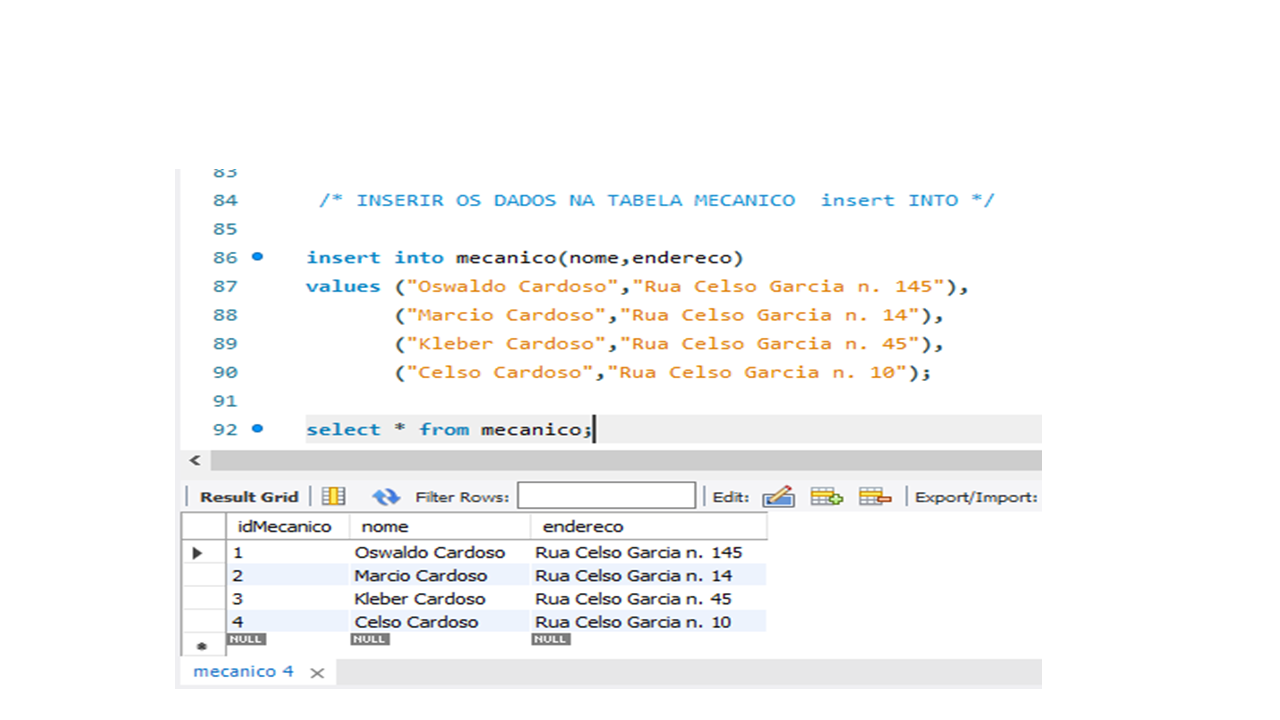 83
84 /* INSERIR OS DADOS NA TABELA MECANICO  insert INTO */
85
86 insert into mecanico(nome,endereco)
87 values ("Oswaldo Cardoso","Rua Celso Garcia n. 145"),
88 ("Marcio Cardoso","Rua Celso Garcia n. 14"),
89 ("Kleber Cardoso","Rua Celso Garcia n. 45"),
90 ("Celso Cardoso","Rua Celso Garcia n. 10");
91
92 select * from mecanico;
Result Grid Filter Rows: Edit: Export/Import:
idMecanico nome endereco
1 Oswaldo Cardoso Rua Celso Garcia n. 145
2 Marcio Cardoso Rua Celso Garcia n. 14
3 Kleber Cardoso Rua Celso Garcia n. 45
4 Celso Cardoso Rua Celso Garcia n. 10
NULL NULL NULL
mecanico 4